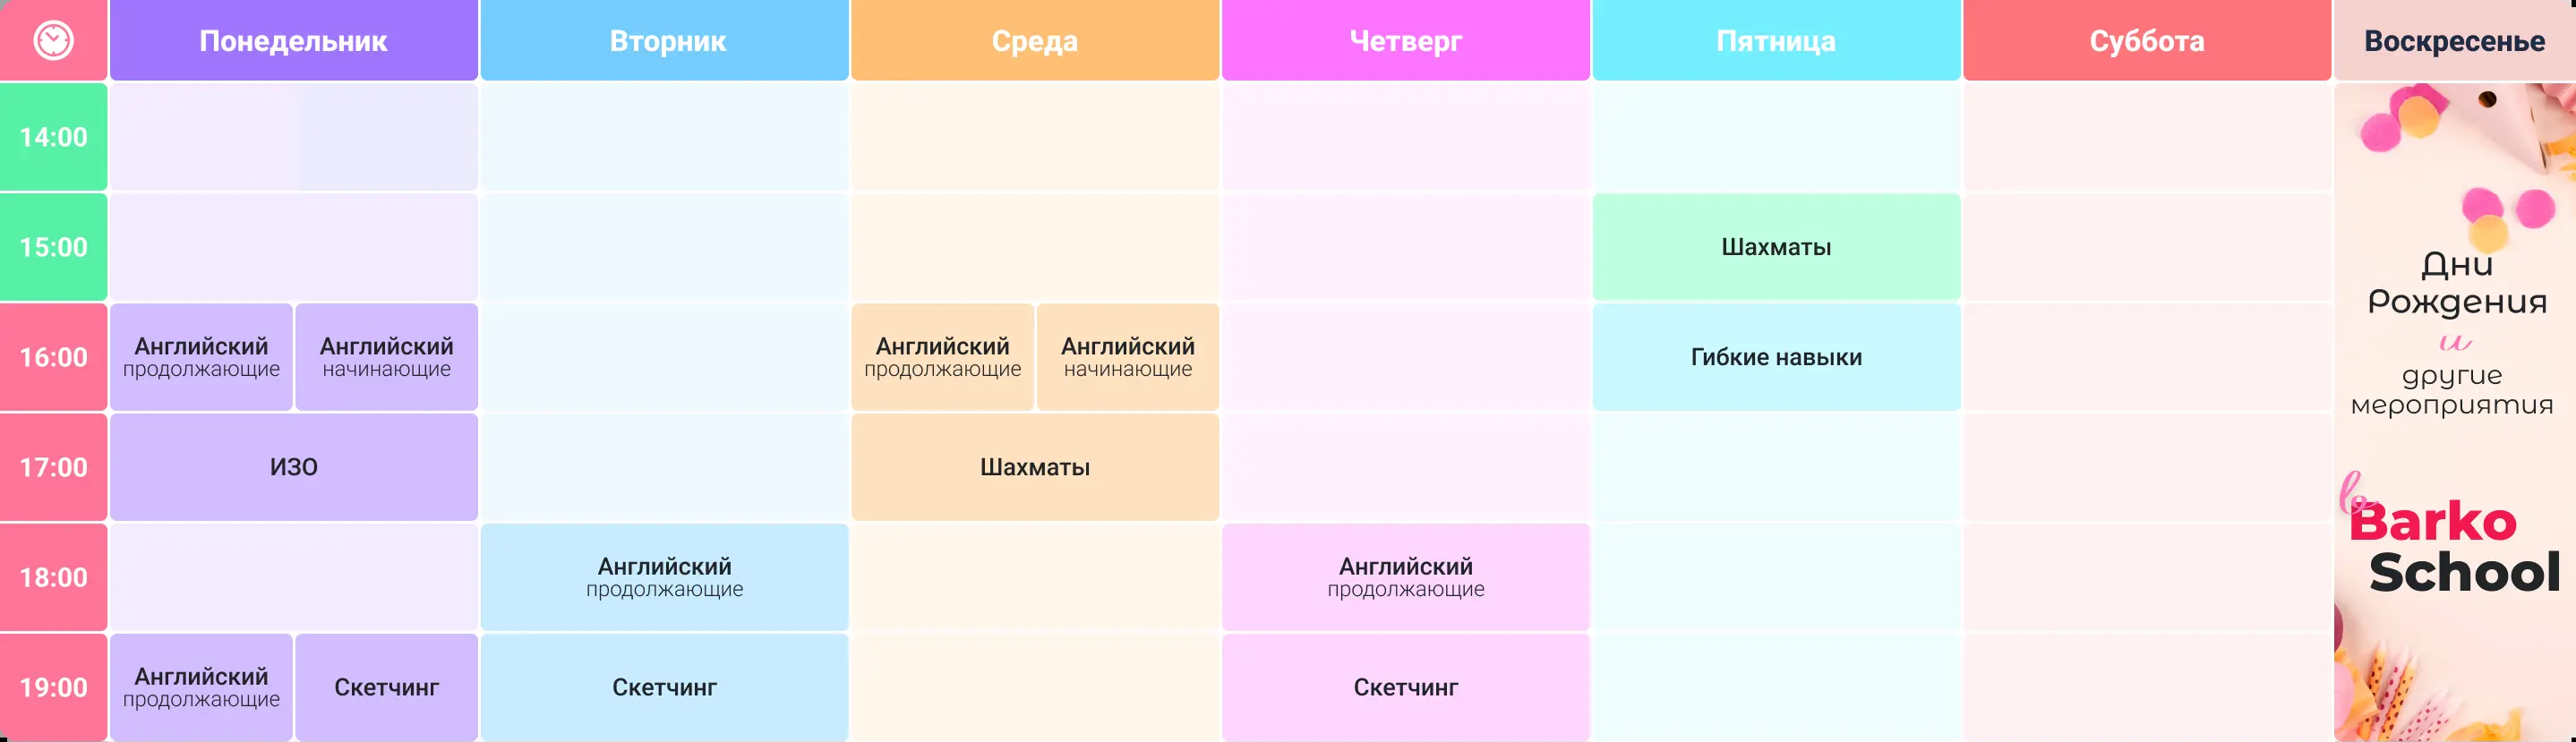 Понедельник
Вторник
Среда
Четверг
Пятница
Суббота
Воскресенье
14:00
15:00
Шахматы
16:00
Английский
продолжающие
Английский
начинающие
Английский
продолжающие
Английский
начинающие
Гибкие навыки
17:00
ИЗО
Шахматы
18:00
Английский
продолжающие
Английский
продолжающие
19:00
Английский
продолжающие
Скетчинг
Скетчинг
Скетчинг
Дни
Рождения
и
другие
мероприятия
в
Barko
School